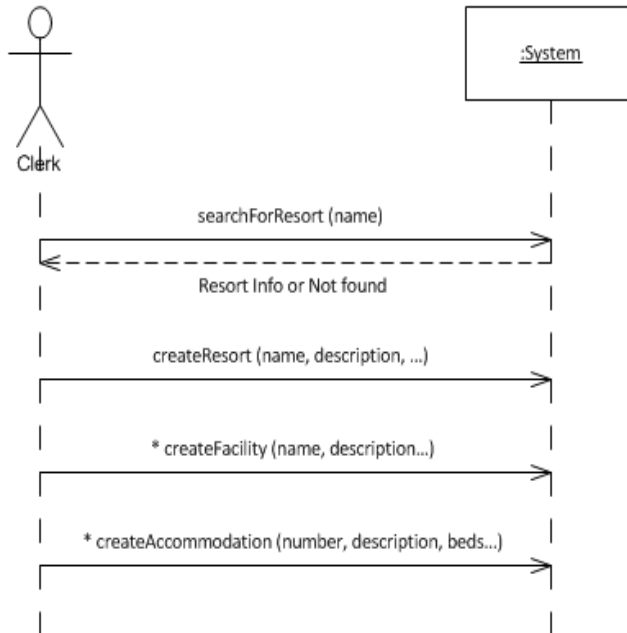 :System
Clerk
searchForResort (name)
Resort Info or Not found
createResort (name, description, ...)
* createFacility (name, description...)
* createAccommodation (number, description, beds...)